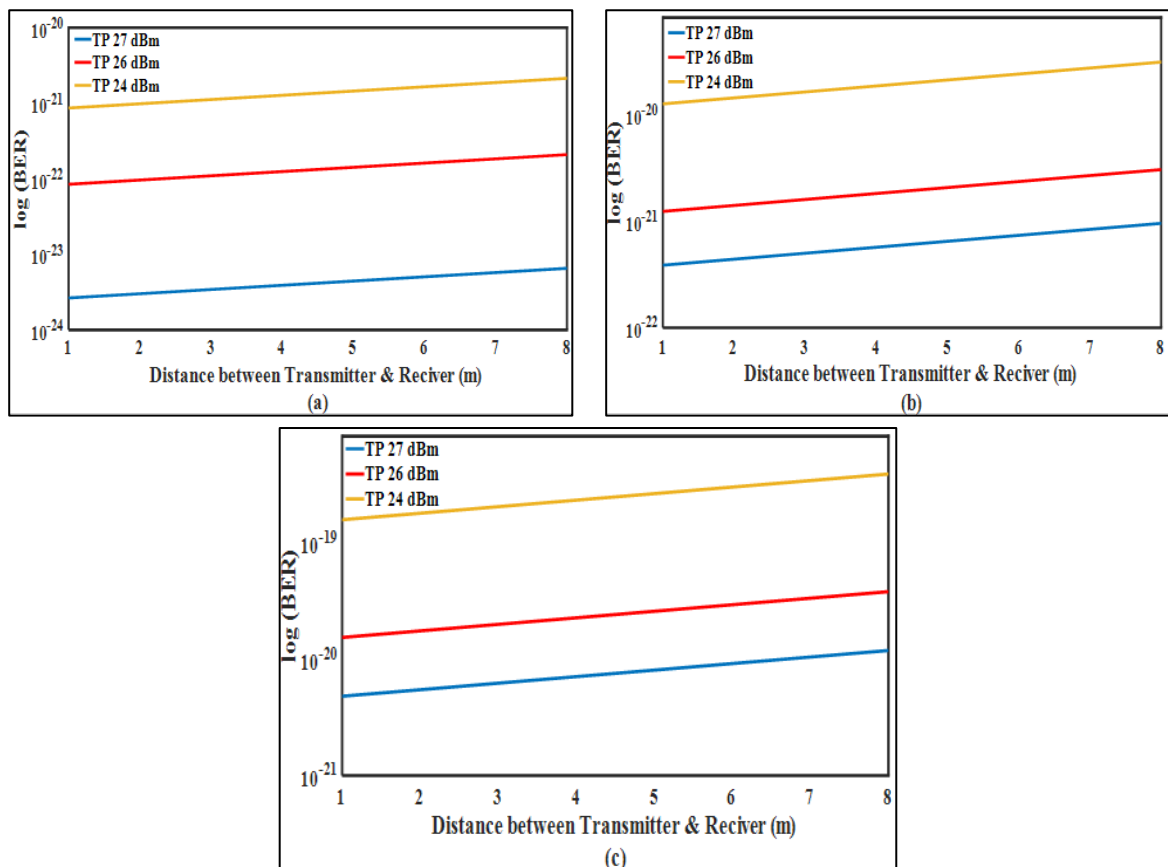 10-20
TP 27 dBm
TP 26 dBm
TP 24 dBm
10-21
10-22
10-23
10-24
log (BER)
1 2 3 4 5 6 7 8
Distance between Transmitter & Reciver (m)
(a)
TP 27 dBm
TP 26 dBm
TP 24 dBm
10-20
10-21
10-22
log (BER)
1 2 3 4 5 6 7 8
Distance between Transmitter & Reciver (m)
(b)
TP 27 dBm
TP 26 dBm
TP 24 dBm
10-19
10-20
10-21
log (BER)
1 2 3 4 5 6 7 8
Distance between Transmitter & Reciver (m)
(c)